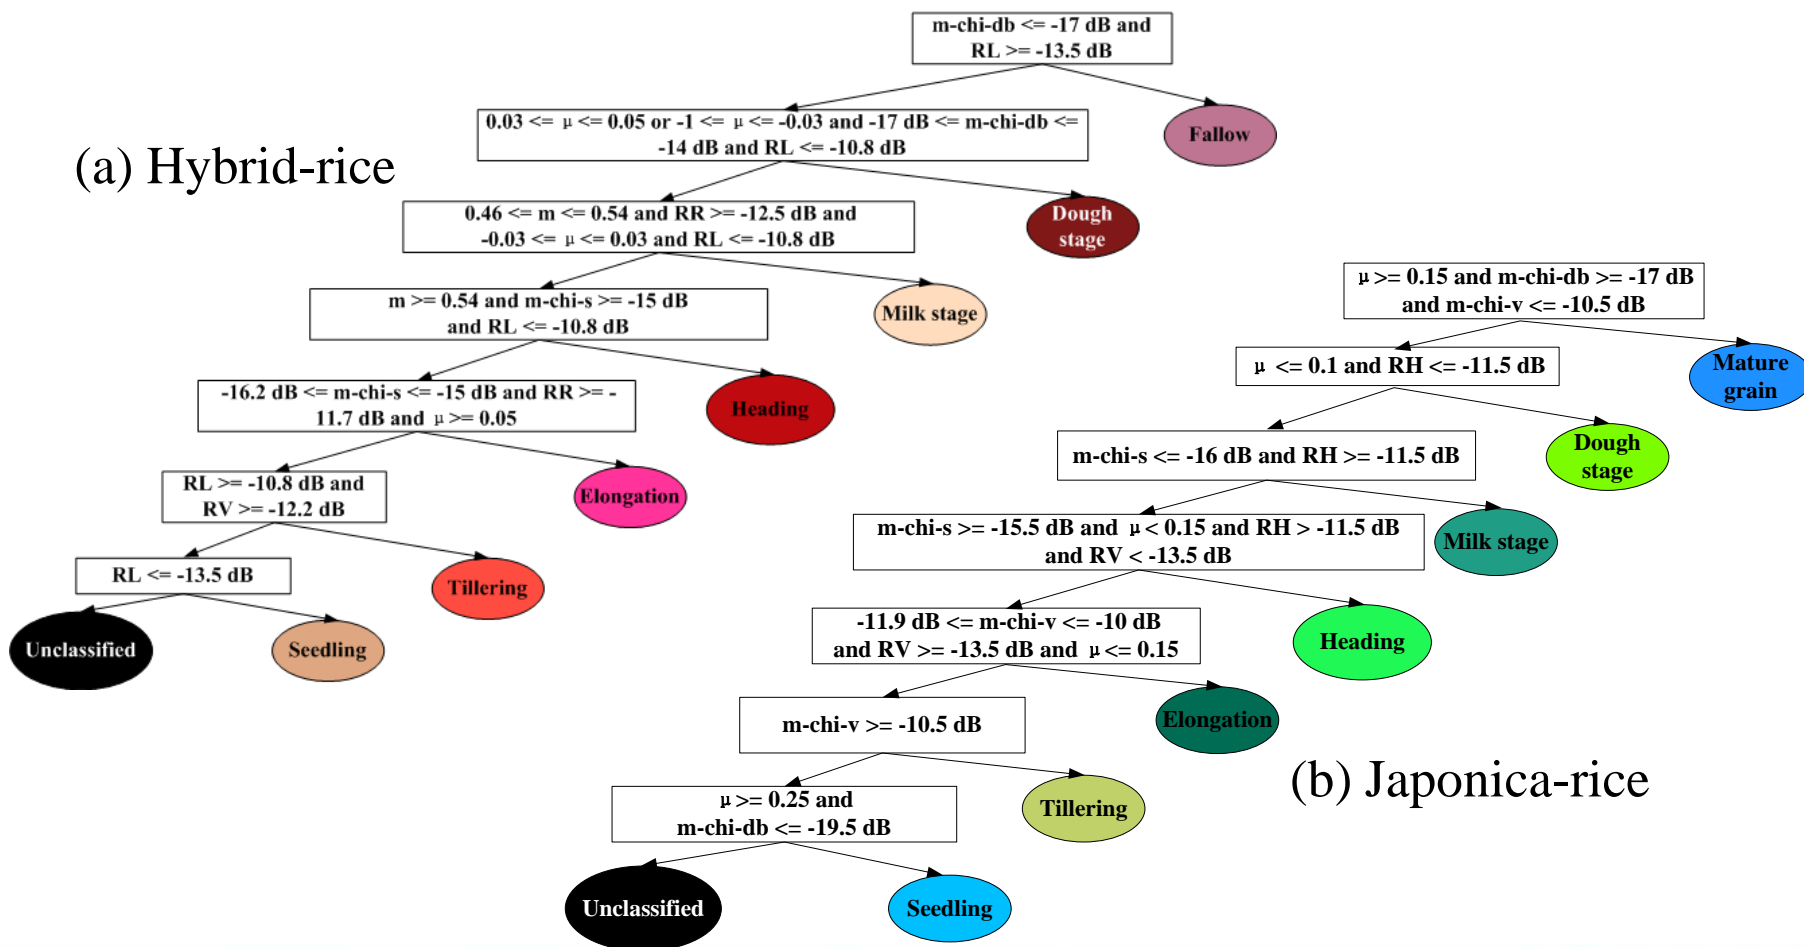 m-chi-db <= -17 dB and
RL >= -13.5 dB
Fallow
0.03 <= μ <= 0.05 or -1 <= μ <= -0.03 and -17 dB <= m-chi-db <=
-14 dB and RL <= -10.8 dB
(a) Hybrid-rice
Dough
stage
0.46 <= m <= 0.54 and RR >= -12.5 dB and
-0.03 <= μ <= 0.03 and RL <= -10.8 dB
Milk stage
m >= 0.54 and m-chi-s >= -15 dB
and RL <= -10.8 dB
Heading
-16.2 dB <= m-chi-s <= -15 dB and RR >= -
11.7 dB and μ >= 0.05
Elongation
RL >= -10.8 dB and
RV >= -12.2 dB
Tillering
RL <= -13.5 dB
Unclassified
Seedling
μ >= 0.15 and m-chi-db >= -17 dB
and m-chi-v <= -10.5 dB
Mature
grain
μ <= 0.1 and RH <= -11.5 dB
Dough
stage
m-chi-s <= -16 dB and RH >= -11.5 dB
Milk stage
m-chi-s >= -15.5 dB and μ < 0.15 and RH > -11.5 dB
and RV < -13.5 dB
Heading
-11.9 dB <= m-chi-v <= -10 dB
and RV >= -13.5 dB and μ <= 0.15
Elongation
m-chi-v >= -10.5 dB
(b) Japonica-rice
Tillering
μ >= 0.25 and
m-chi-db <= -19.5 dB
Unclassified
Seedling